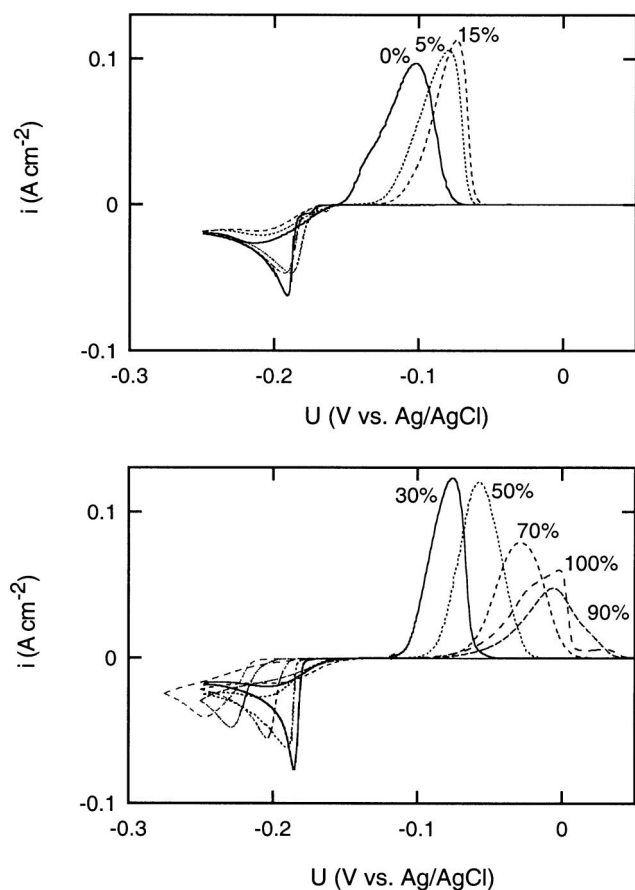 0.1
0% 5% 15%
i (A cm-2)
0
-0.1
-0.3 -0.2 -0.1 0
U (V vs. Ag/AgCl)
0.1
30% 50%
70%
100%
90%
i (A cm-2)
0
-0.1
-0.3 -0.2 -0.1 0
U (V vs. Ag/AgCl)